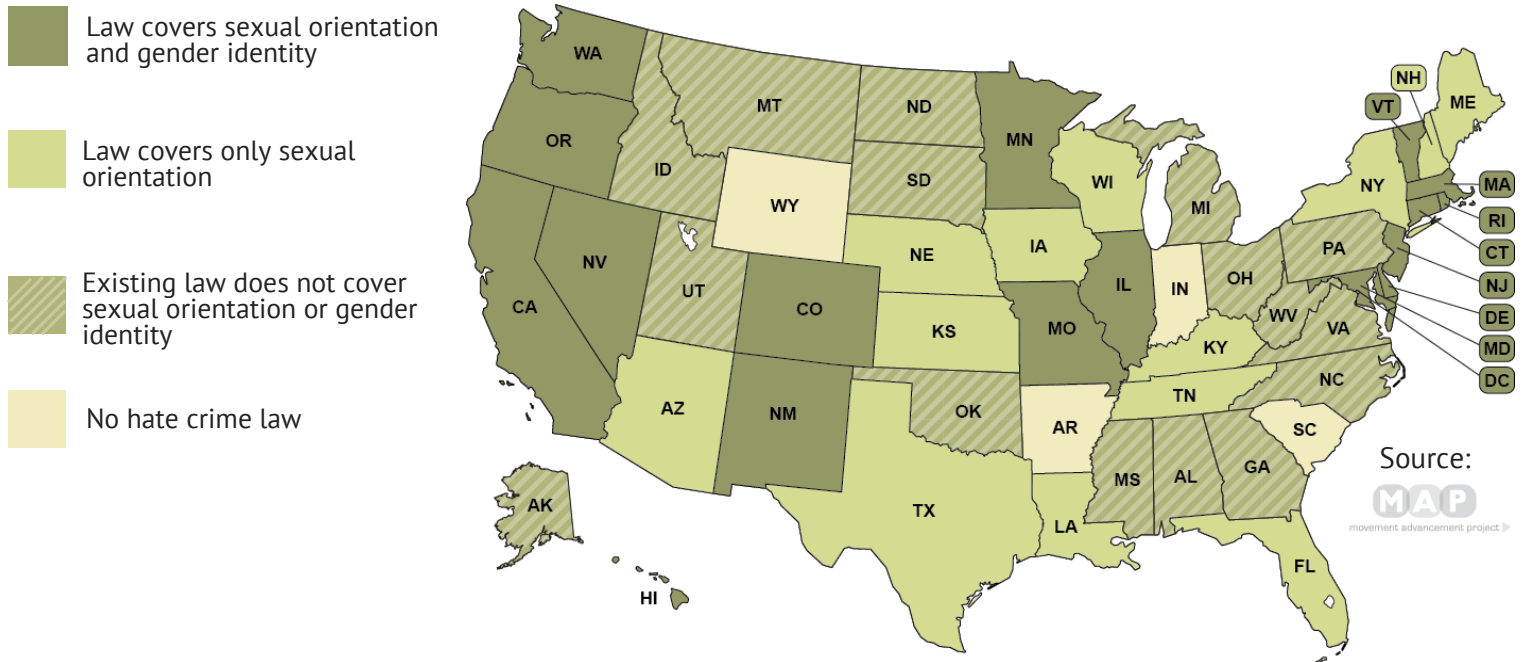 Law covers sexual orientation
and gender identity
Law covers only sexual
orientation
Existing law does not cover
sexual orientation or gender
identity
No hate crime law
WA
OR
CA
NV
ID
MT
WY
UT
AZ
CO
NM
ND
SD
NE
KS
OK
TX
MN
IA
MO
AR
LA
WI
IL
MI
IN
OH
KY
TN
MS
AL
GA
FL
SC
NC
VA
WV
PA
NY
VT
NH
ME
MA
RI
CT
NJ
DE
MD
DC
AK
HI
Source:
MAP
movement advancement project